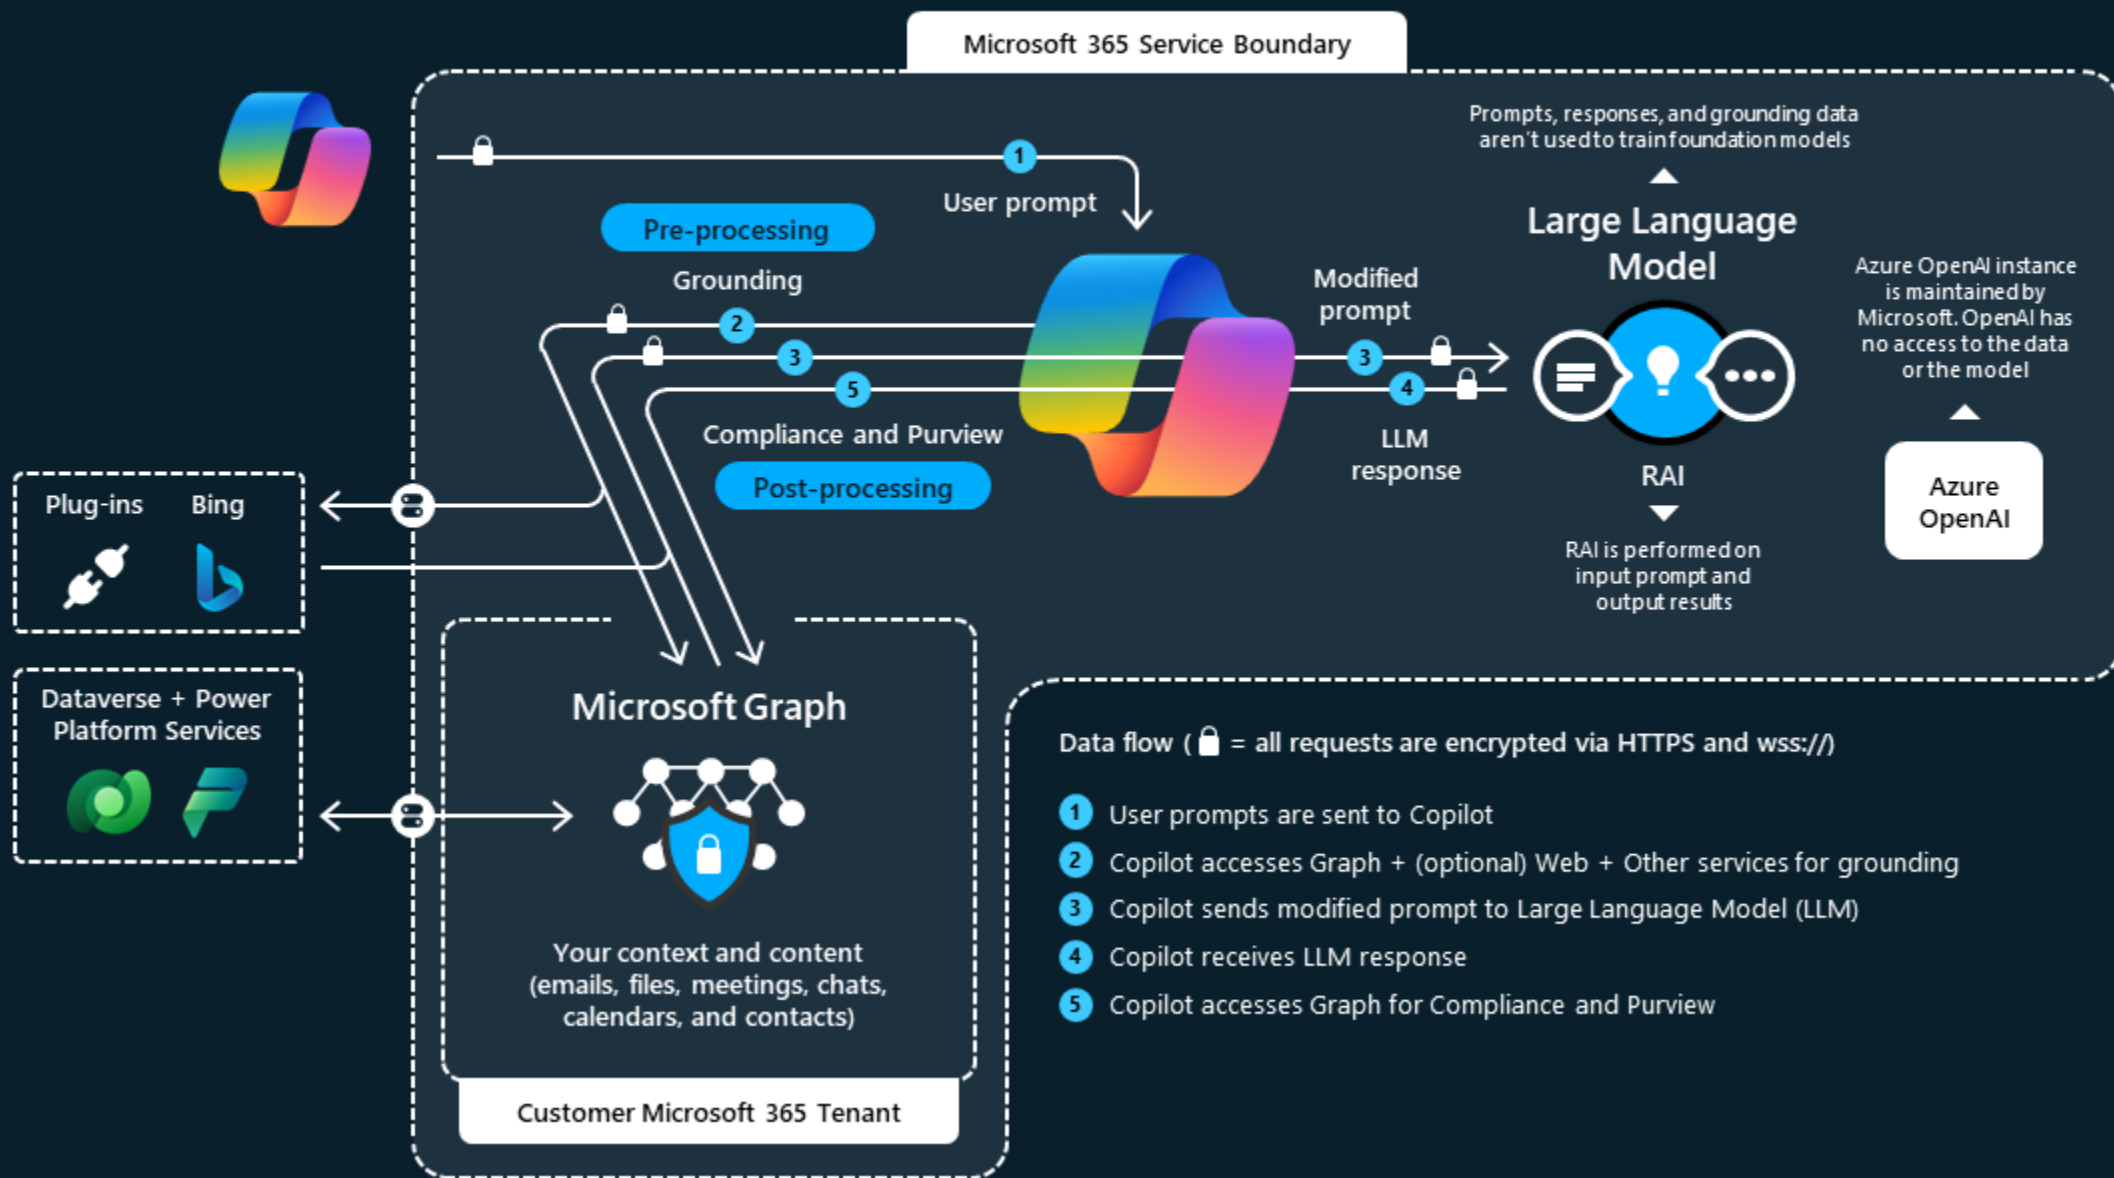 Microsoft 365 Service Boundary
1
User prompt
Pre-processing
Grounding
2
3
5
Compliance and Purview
Post-processing
Modified
prompt
3
4
LLM
response
Prompts, responses, and grounding data
aren't used to train foundation models
Large Language
Model
RAI
RAI is performed on
input prompt and
output results
Azure OpenAI instance
is maintained by
Microsoft. OpenAI has
no access to the data
or the model
Azure
OpenAI
Plug-ins
Bing
Dataverse + Power
Platform Services
Microsoft Graph
Your context and content
(emails, files, meetings, chats,
calendars, and contacts)
Customer Microsoft 365 Tenant
Data flow ( = all requests are encrypted via HTTPS and wss://)
1 User prompts are sent to Copilot
2 Copilot accesses Graph + (optional) Web + Other services for grounding
3 Copilot sends modified prompt to Large Language Model (LLM)
4 Copilot receives LLM response
5 Copilot accesses Graph for Compliance and Purview